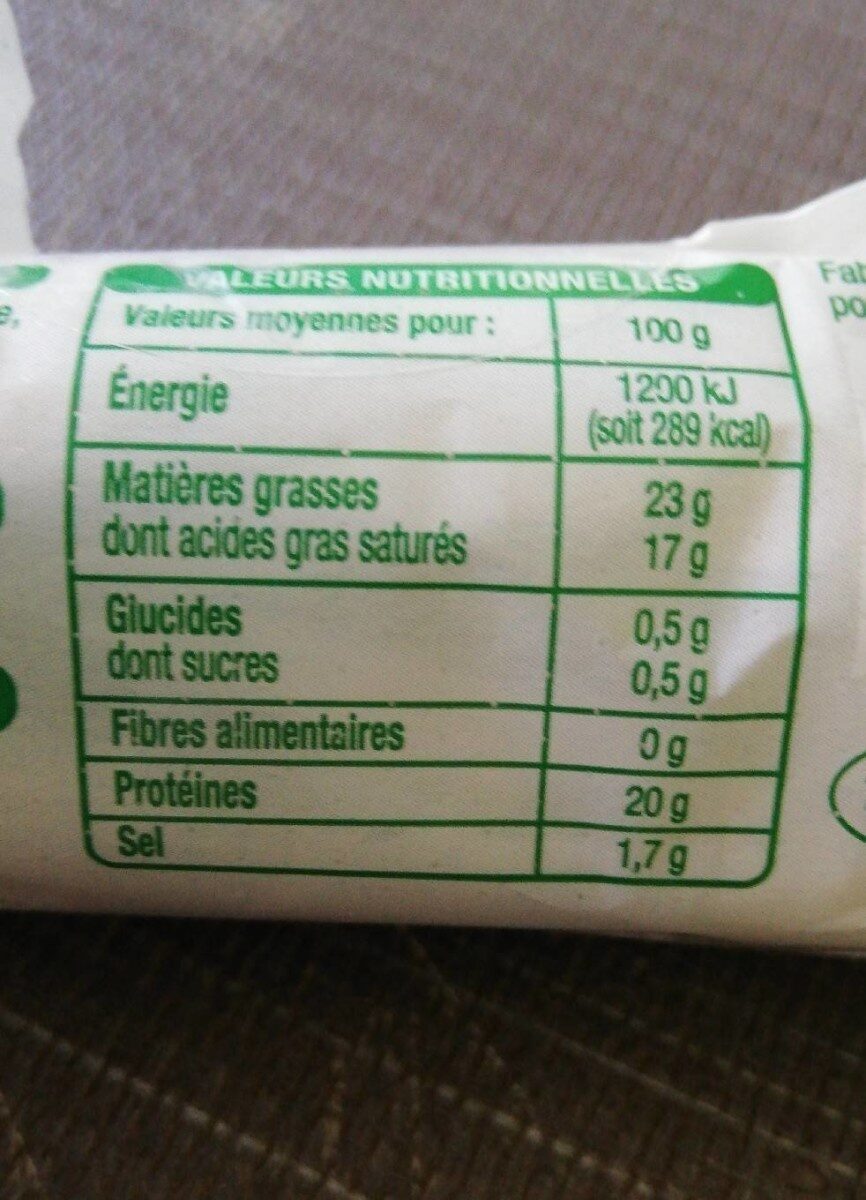 VALEURS NUTRITIONNELLES
Valeurs moyennes pour : 100 g
Énergie 1200 kJ
(soit 289 kcal)
Matières grasses 23 g
dont acides gras saturés 17 g
Glucides 0,5 g
dont sucres 0,5 g
Fibres alimentaires 0 g
Protéines 20 g
Sel 1,7 g